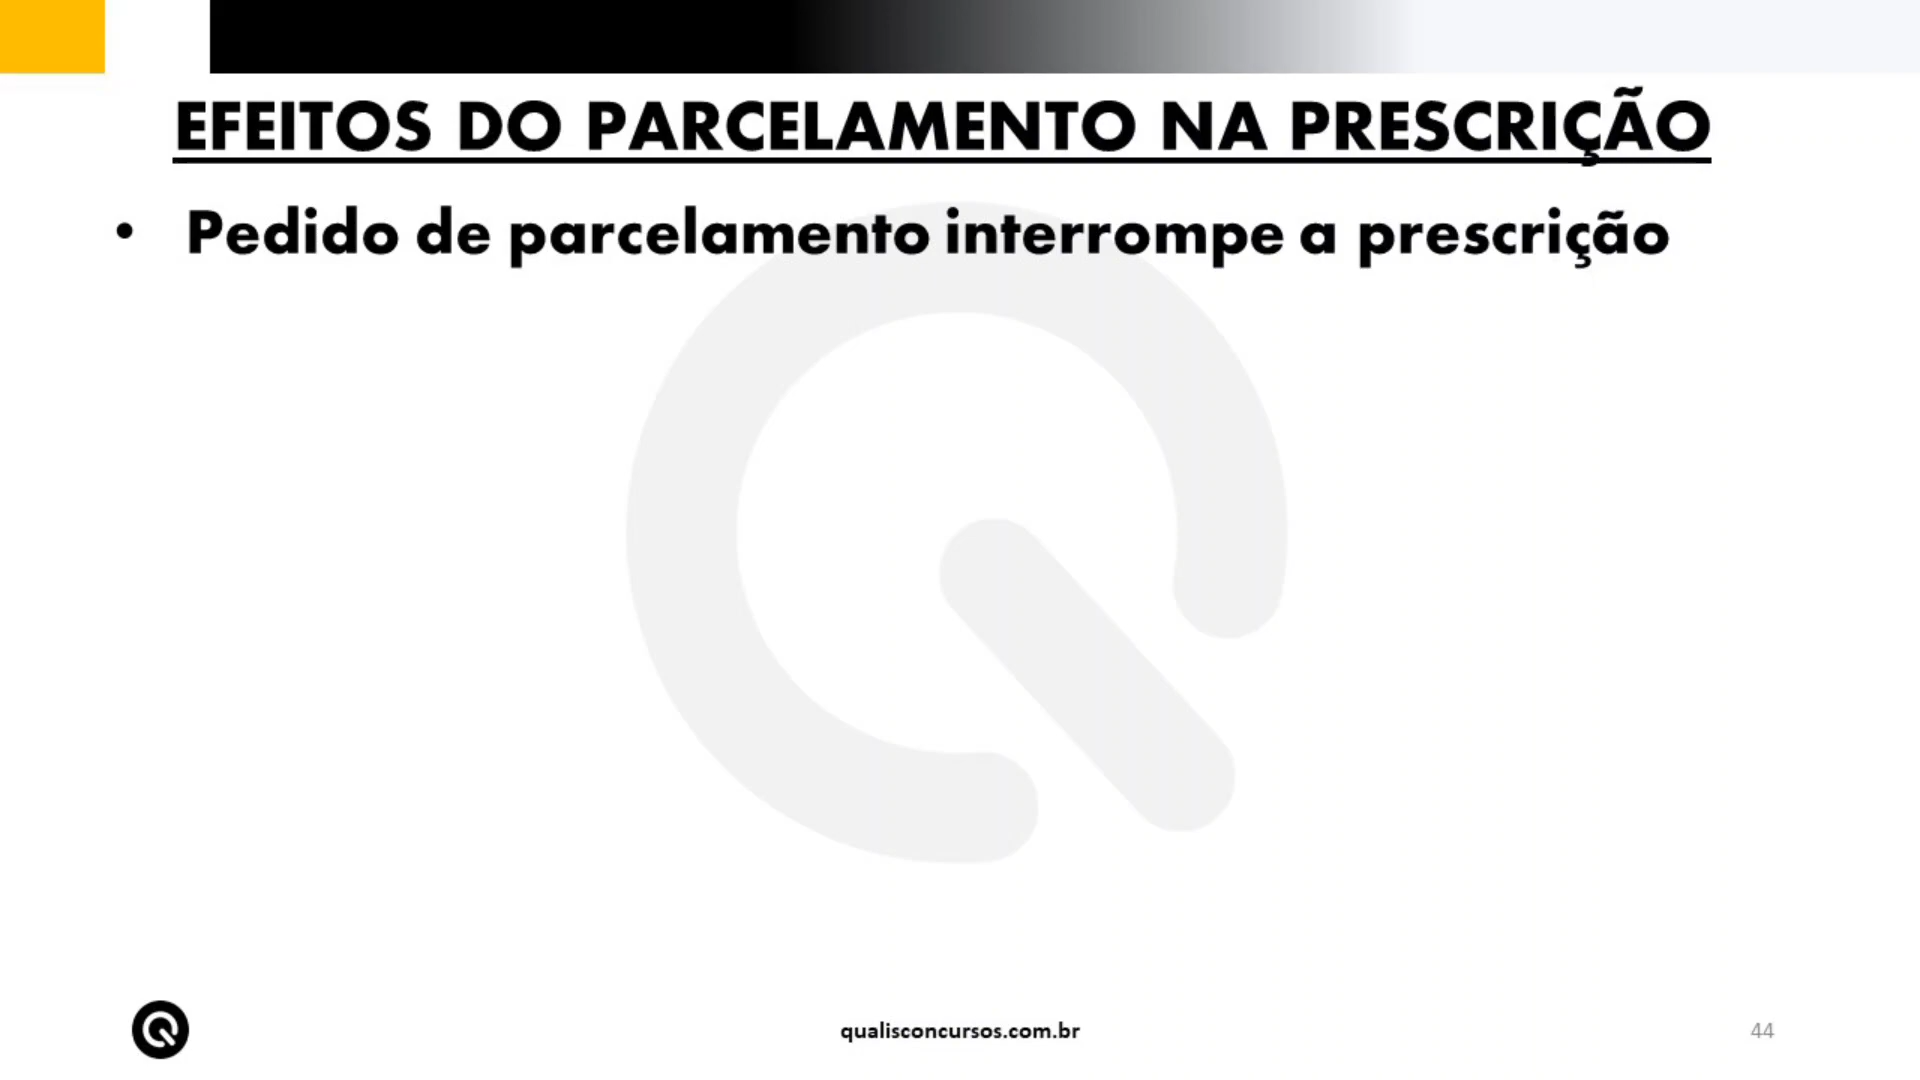 EFEITOS DO PARCELAMENTO NA PRESCRIÇÃO
• Pedido de parcelamento interrompe a prescrição
qualisconcursos.com.br
44